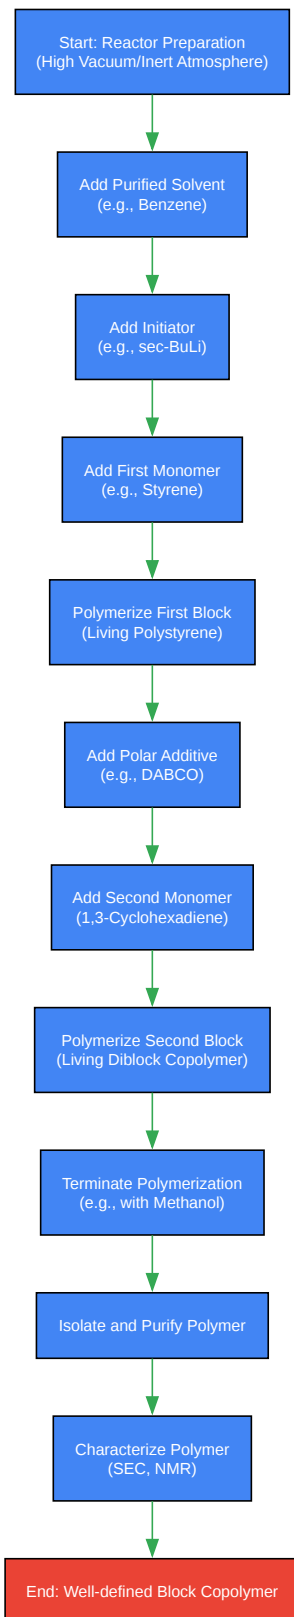 Start: Reactor Preparation
(High Vacuum/Inert Atmosphere)
Add Purified Solvent
(e.g., Benzene)
Add Initiator
(e.g., sec-BuLi)
Add First Monomer
(e.g., Styrene)
Polymerize First Block
(Living Polystyrene)
Add Polar Additive
(e.g., DABCO)
Add Second Monomer
(1,3-Cyclohexadiene)
Polymerize Second Block
(Living Diblock Copolymer)
Terminate Polymerization
(e.g., with Methanol)
Isolate and Purify Polymer
Characterize Polymer
(SEC, NMR)
End: Well-defined Block Copolymer